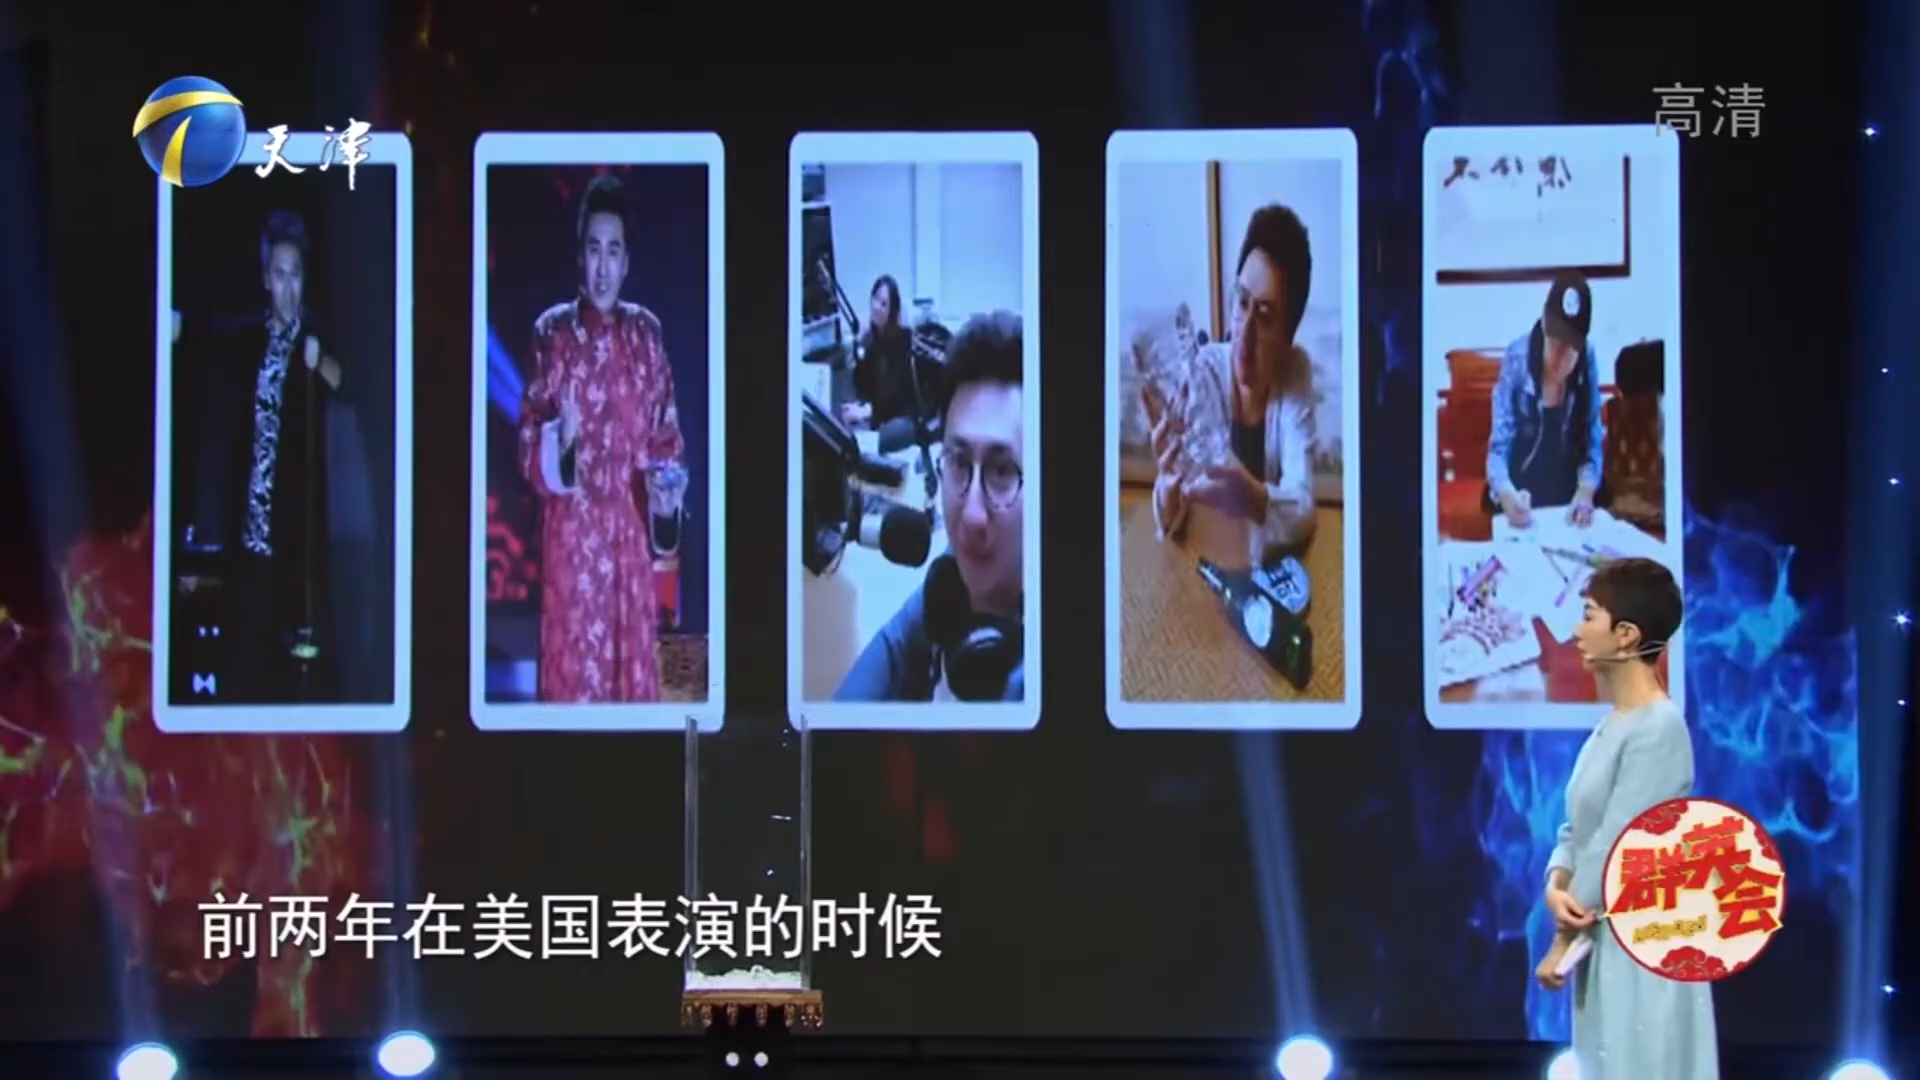 天津
高清
群英会
前两年在美国表演的时候